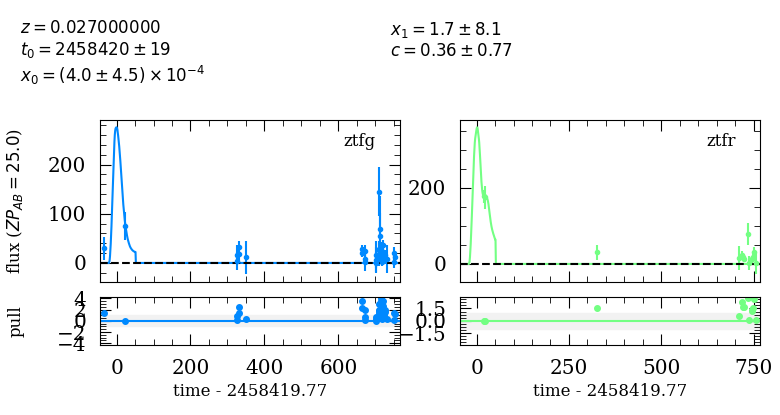 z = 0.027000000
t0 = 2458420 ± 19
x0 = (4.0 ± 4.5) × 10^−4
x1 = 1.7 ± 8.1
c = 0.36 ± 0.77
flux (ZP_AB = 25.0)
200
100
0
ztfg
200
0
ztfr
pull
4
2
0
−2
−4
1.5
0.0
−1.5
0 200 400 600
0 250 500 750
time - 2458419.77
time - 2458419.77